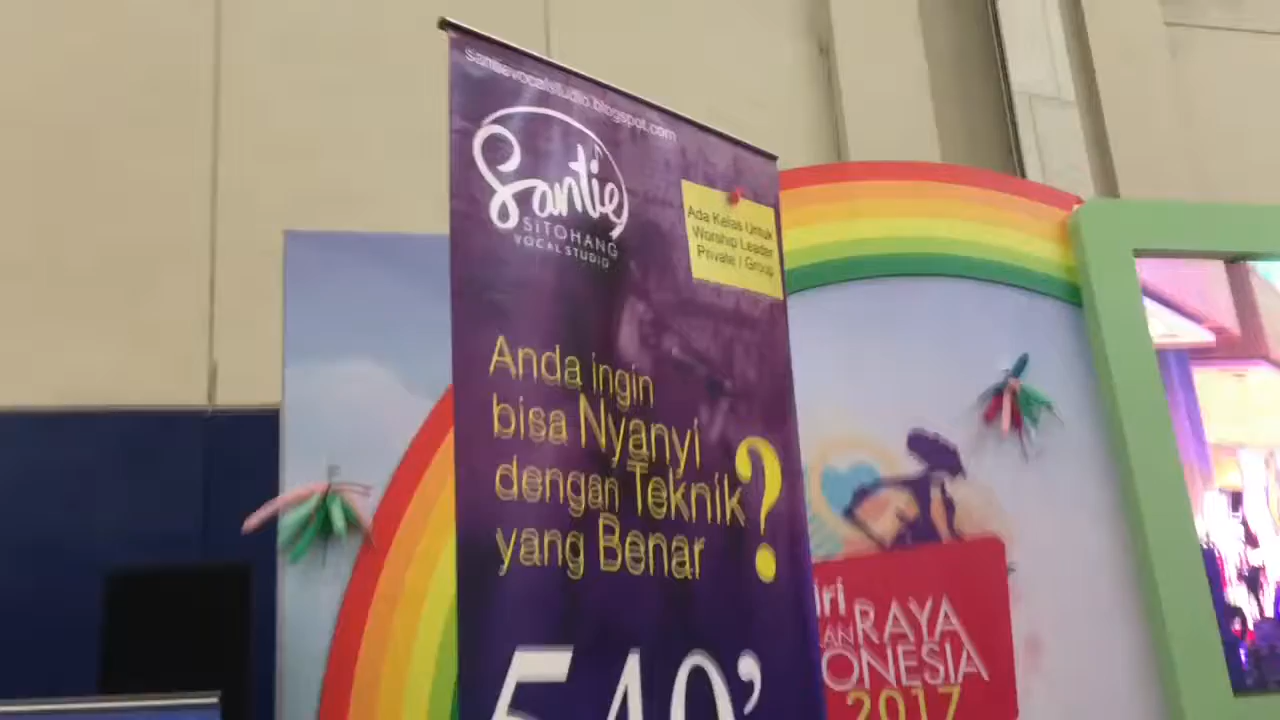 santievocalstudio.blogspot.com
Santie
SITOHANG
VOCAL STUDIO
Ada Kelas Untuk
Worship Leader
Private / Group
Anda ingin
bisa Nyanyi
dengan Teknik
yang Benar ?
540'
RAYA
2017